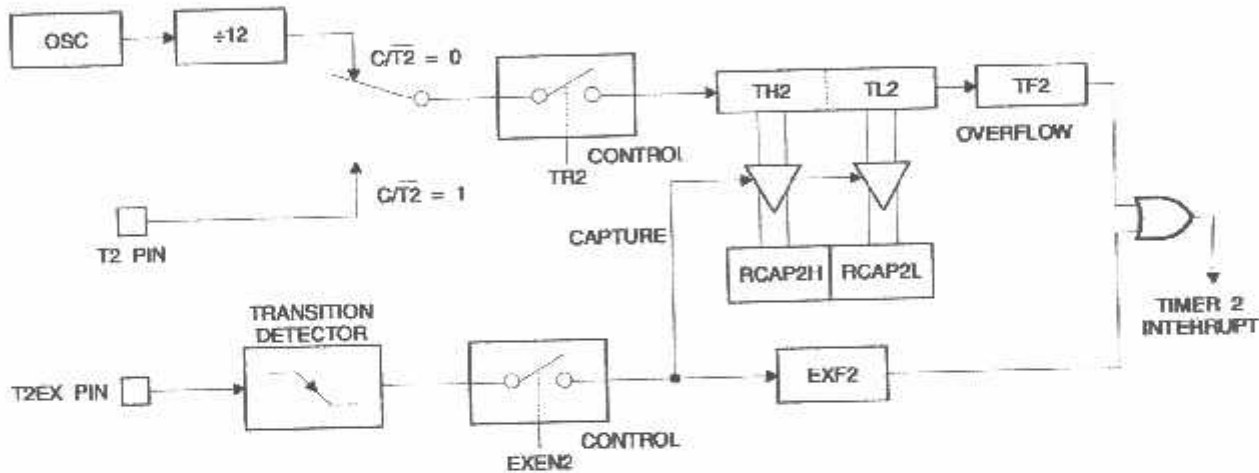 OSC
÷12
C/T2̅ = 0
TH2
TL2
TF2
OVERFLOW
CONTROL
TR2
C/T2̅ = 1
T2 PIN
CAPTURE
RCAP2H
RCAP2L
TIMER 2
INTERRUPT
TRANSITION
DETECTOR
T2EX PIN
EXF2
CONTROL
EXEN2